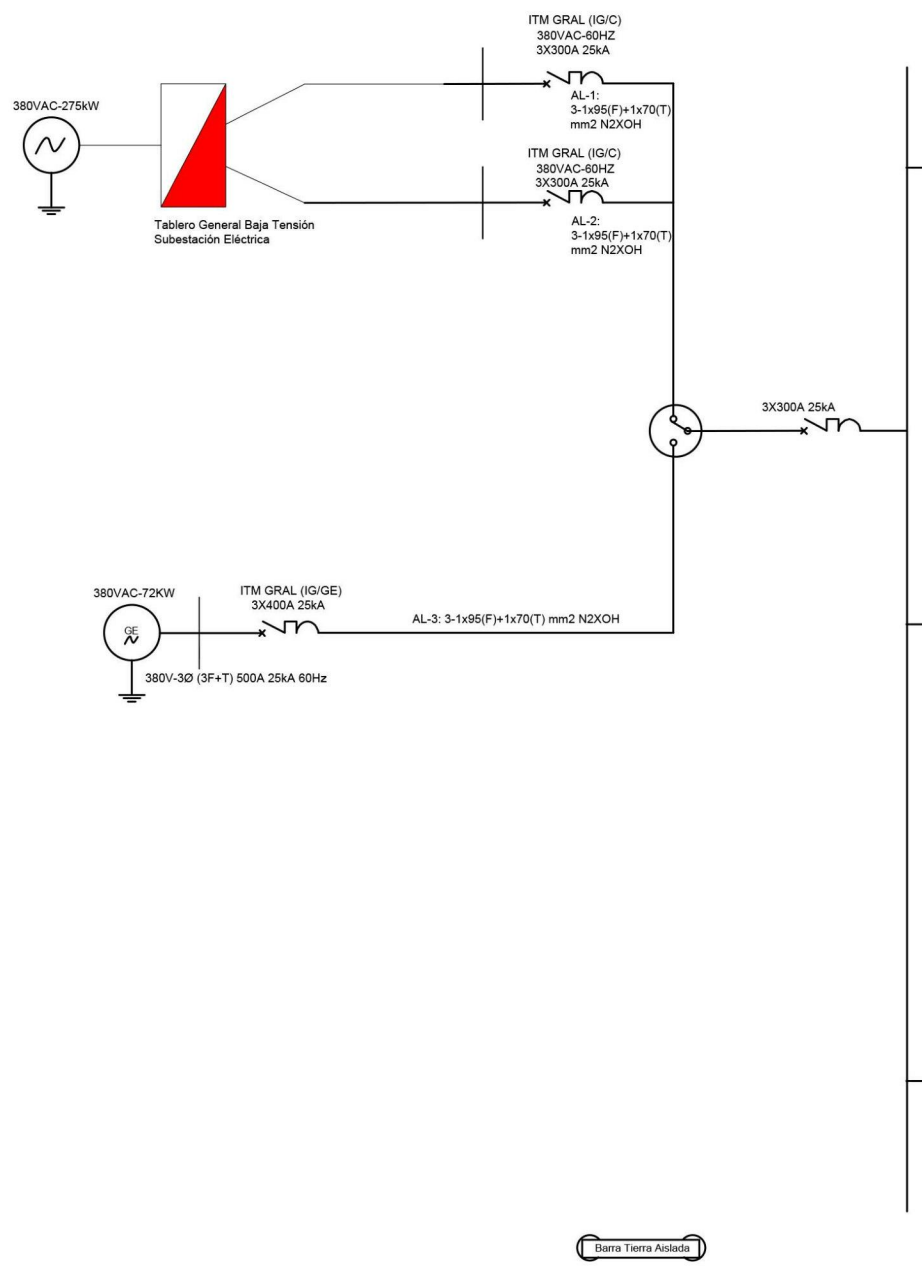 ITM GRAL (IG/C)
380VAC-60HZ
3X300A 25kA
AL-1:
3-1x95(F)+1x70(T)
mm2 N2XOH
380VAC-275kW
ITM GRAL (IG/C)
380VAC-60HZ
3X300A 25kA
AL-2:
3-1x95(F)+1x70(T)
mm2 N2XOH
Tablero General Baja Tensión
Subestación Eléctrica
3X300A 25kA
380VAC-72KW
GE
ITM GRAL (IG/GE)
3X400A 25kA
AL-3: 3-1x95(F)+1x70(T) mm2 N2XOH
380V-3Ø (3F+T) 500A 25kA 60Hz
Barra Tierra Aislada